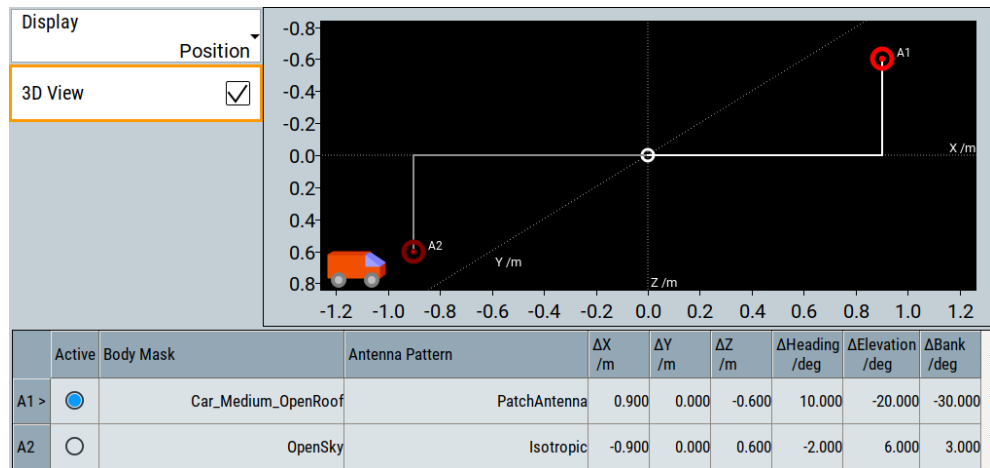 Display
Position
3D View
-0.8
-0.6
-0.4
-0.2
0.0
0.2
0.4
0.6
0.8
A1
X /m
A2
Y /m
Z /m
-1.2 -1.0 -0.8 -0.6 -0.4 -0.2 0.0 0.2 0.4 0.6 0.8 1.0 1.2
Active Body Mask Antenna Pattern ΔX /m ΔY /m ΔZ /m ΔHeading /deg ΔElevation /deg ΔBank /deg
A1 > Car_Medium_OpenRoof PatchAntenna 0.900 0.000 -0.600 10.000 -20.000 -30.000
A2 OpenSky Isotropic -0.900 0.000 0.600 -2.000 6.000 3.000